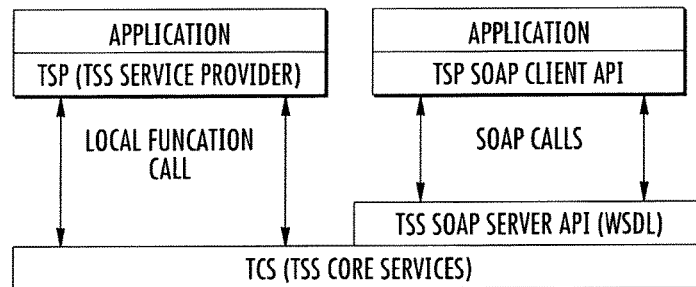 APPLICATION
TSP (TSS SERVICE PROVIDER)
LOCAL FUNCATION
CALL
APPLICATION
TSP SOAP CLIENT API
SOAP CALLS
TSS SOAP SERVER API (WSDL)
TCS (TSS CORE SERVICES)